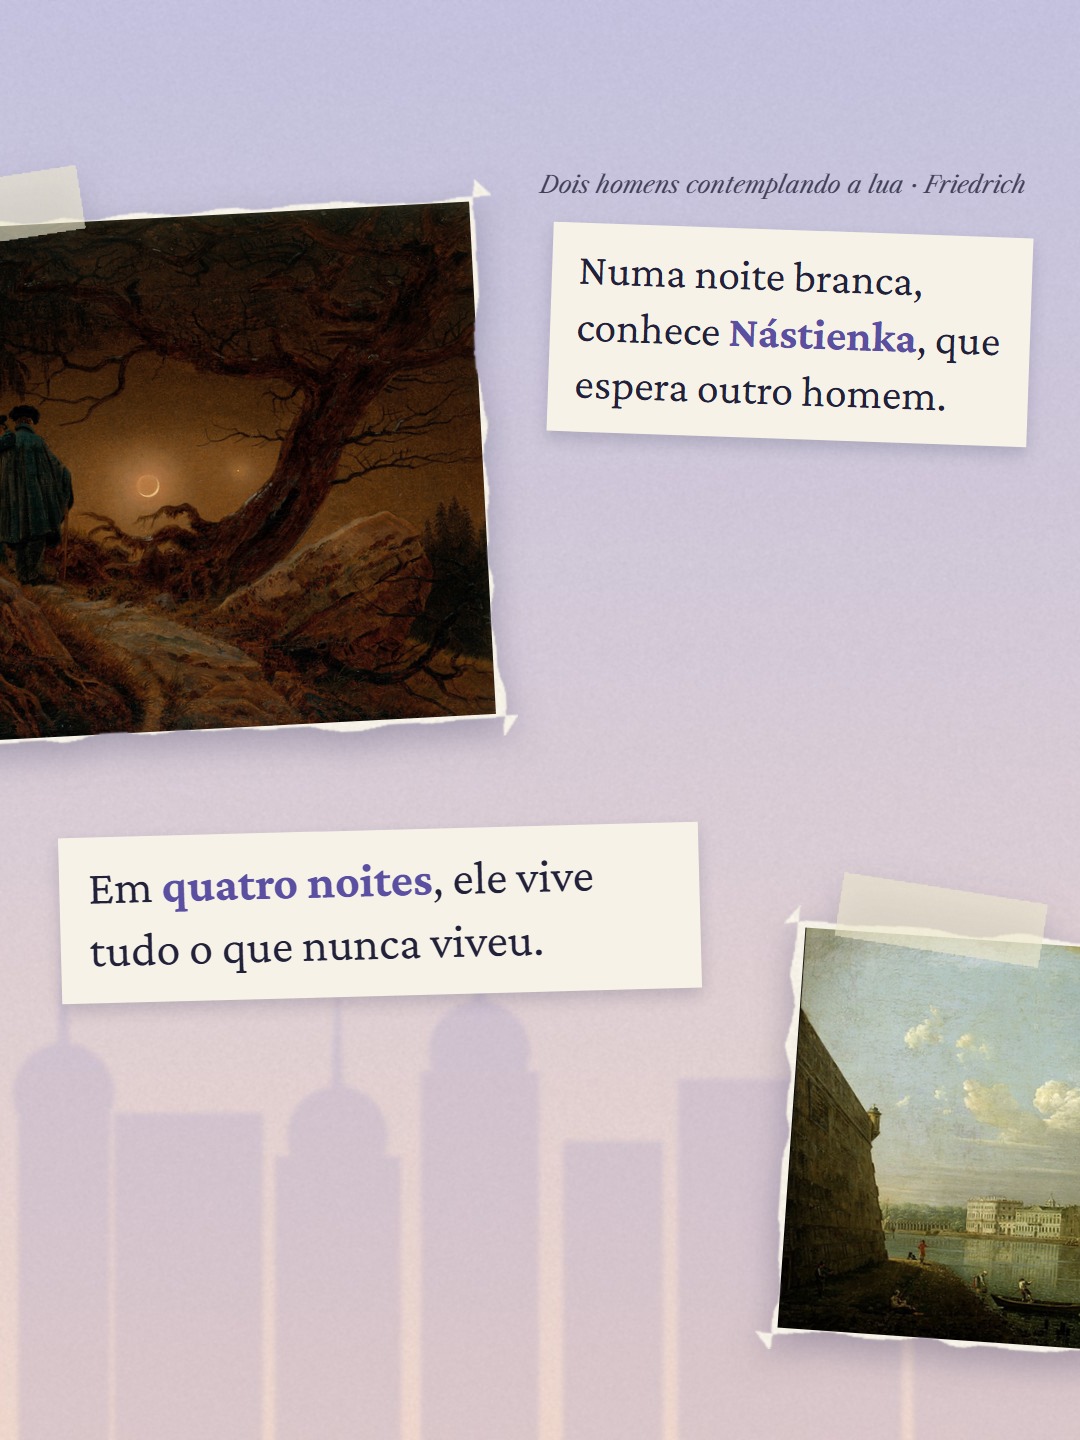 Dois homens contemplando a lua · Friedrich
Numa noite branca,
conhece Nástienka, que
espera outro homem.
Em quatro noites, ele vive
tudo o que nunca viveu.